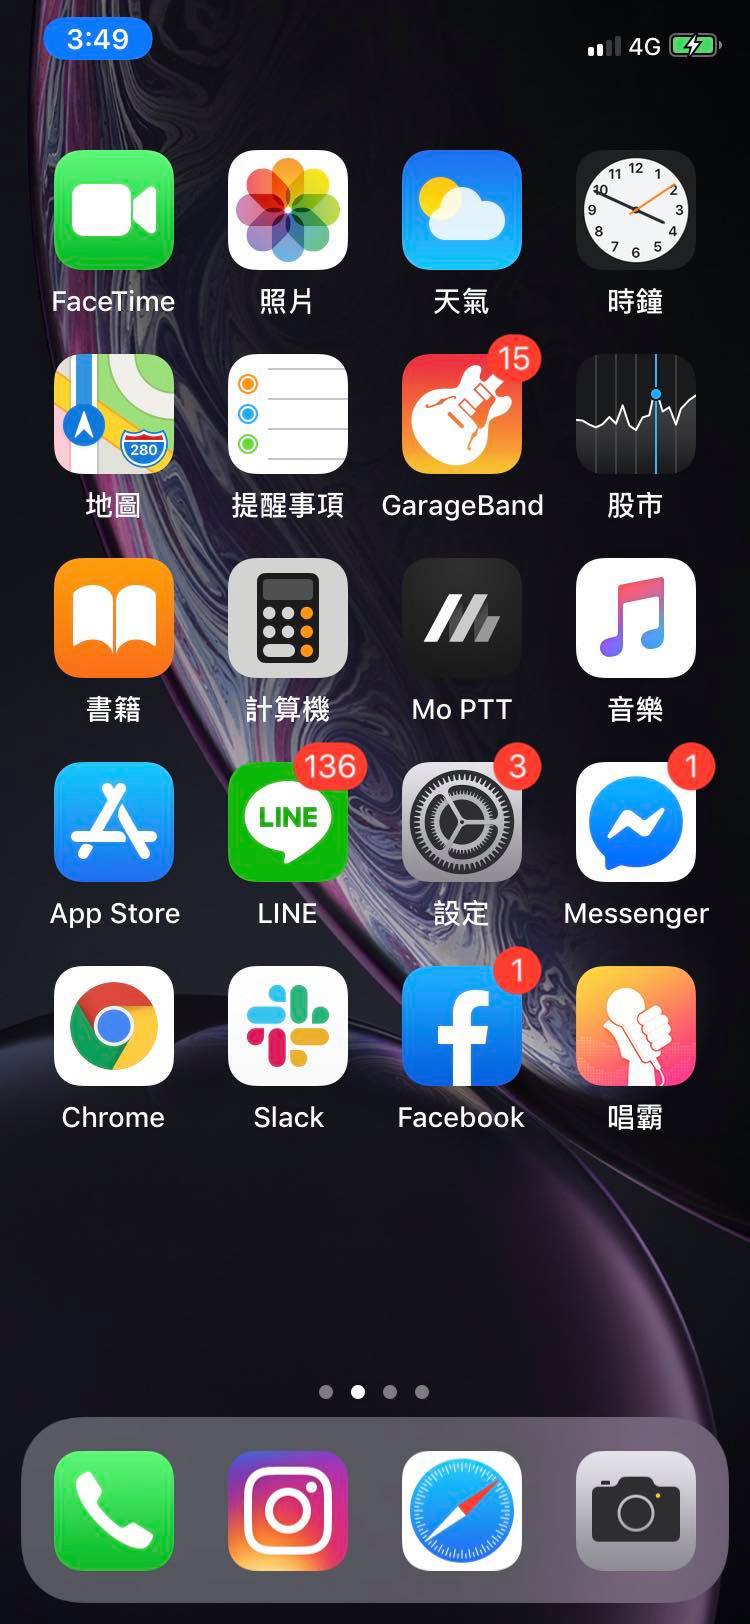 3:49
4G
12
11 1
10 2
9 3
8 4
7 5
6
FaceTime 照片 天氣 時鐘
15
280
地圖 提醒事項 GarageBand 股市
書籍 計算機 Mo PTT 音樂
136 3 1
LINE
App Store LINE 設定 Messenger
1
Chrome Slack Facebook 唱霸